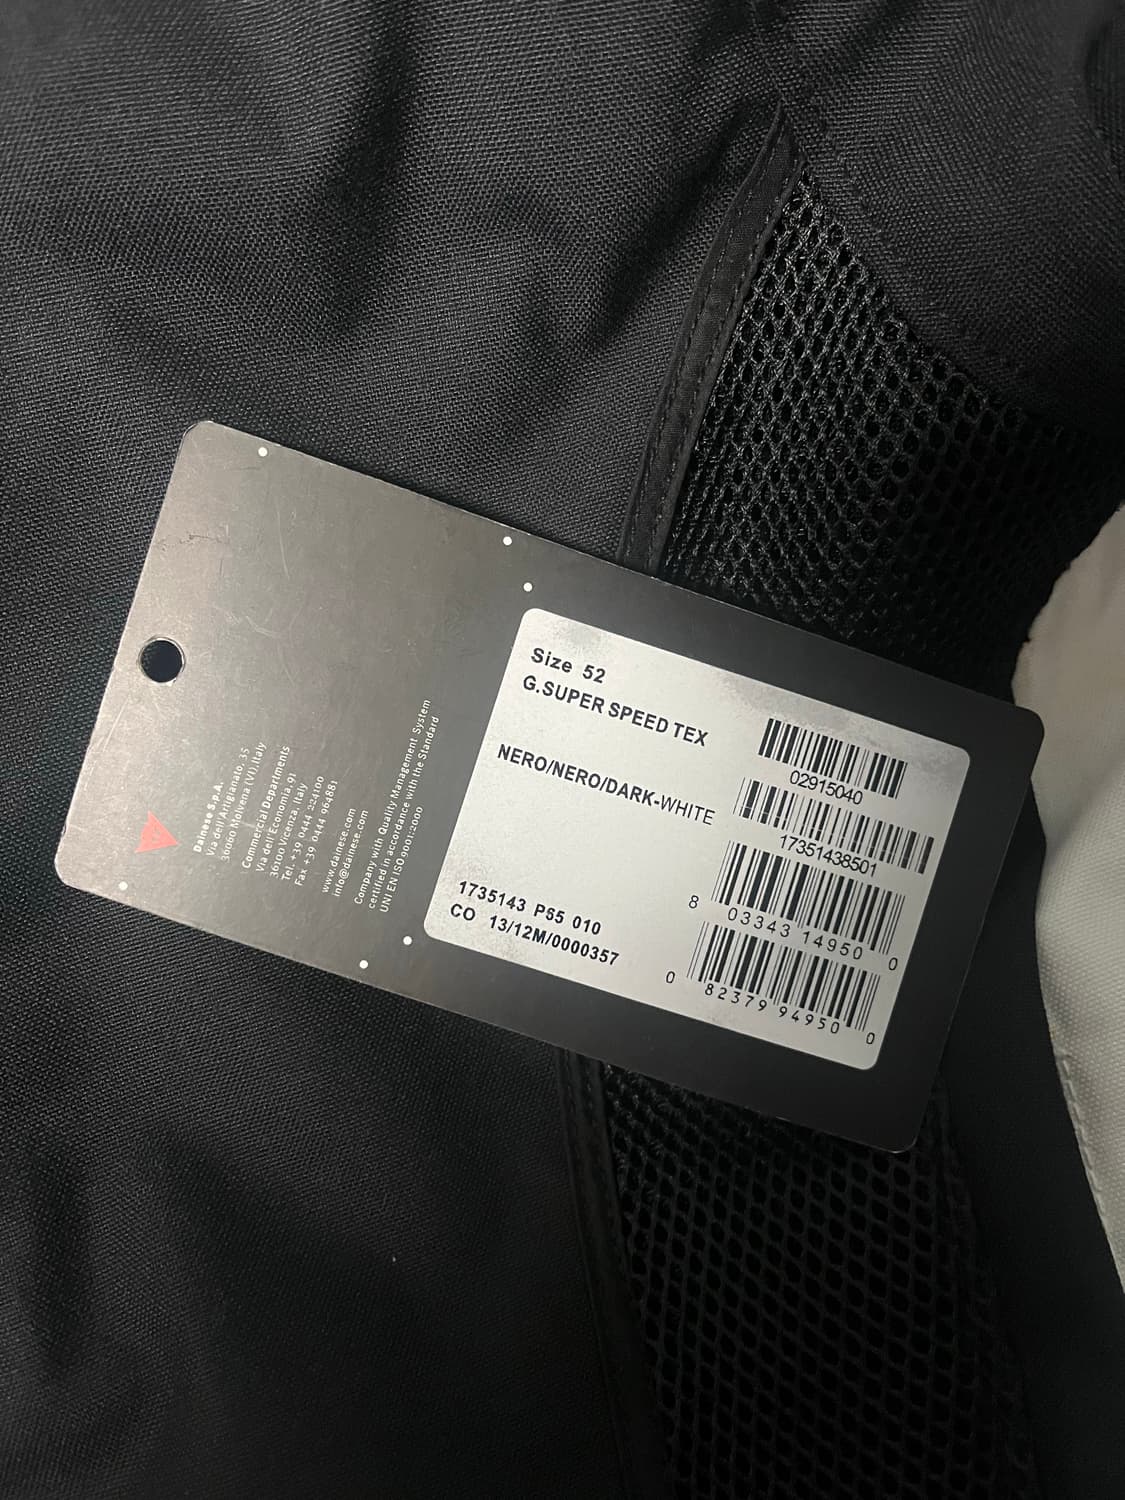 Dainese S.p.A.
Via dell'Artigianato, 35
36060 Molvena (VI), Italy
Commercial Departments
Via dell'Economia, 91
36100 Vicenza, Italy
Tel. +39 0444 224100
Fax +39 0444 964881
www.dainese.com
info@dainese.com
Company with Quality Management System
certified in accordance with the Standard
UNI EN ISO 9001:2000
Size 52
G.SUPER SPEED TEX
NERO/NERO/DARK-WHITE
1735143 P65 010
CO 13/12M/0000357
02915040
17351438501
8 03343 14950 0
0 82379 94950 0